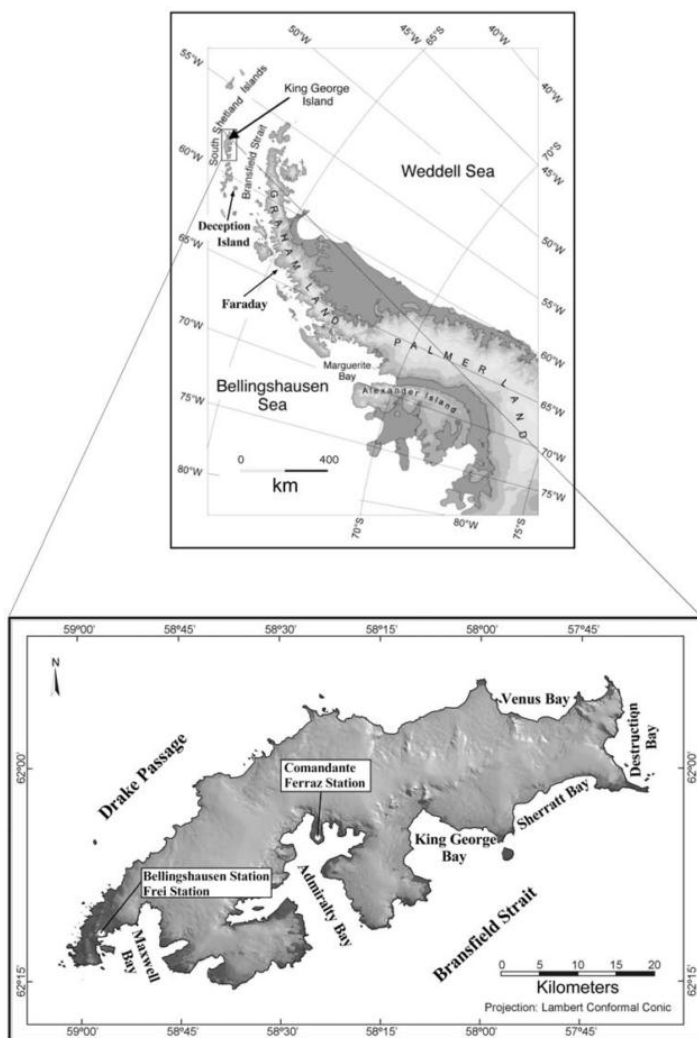 50°W
45°W
65°S
55°W
40°W
South Shetland Islands
King George
Island
60°W
Bransfield Strait
70°S
45°W
Weddell Sea
Deception
Island
65°W
50°W
GRAHAM LAND
Faraday
55°W
70°W
PALMER LAND
60°W
Marguerite
Bay
Bellingshausen
Sea
75°W
Alexander Island
65°W
0 400
km
70°W
80°W
75°W
70°S
80°W
75°S
59°00' 58°45' 58°30' 58°15' 58°00' 57°45'
N
Venus Bay
Destruction
Bay
Drake Passage
62°00'
62°00'
Comandante
Ferraz Station
Sherratt Bay
King George
Bay
Bellingshausen Station
Frei Station
Admiralty Bay
Maxwell
Bay
Bransfield Strait
0 5 10 15 20
Kilometers
62°15'
62°15'
Projection: Lambert Conformal Conic
59°00' 58°45' 58°30' 58°15' 58°00' 57°45'